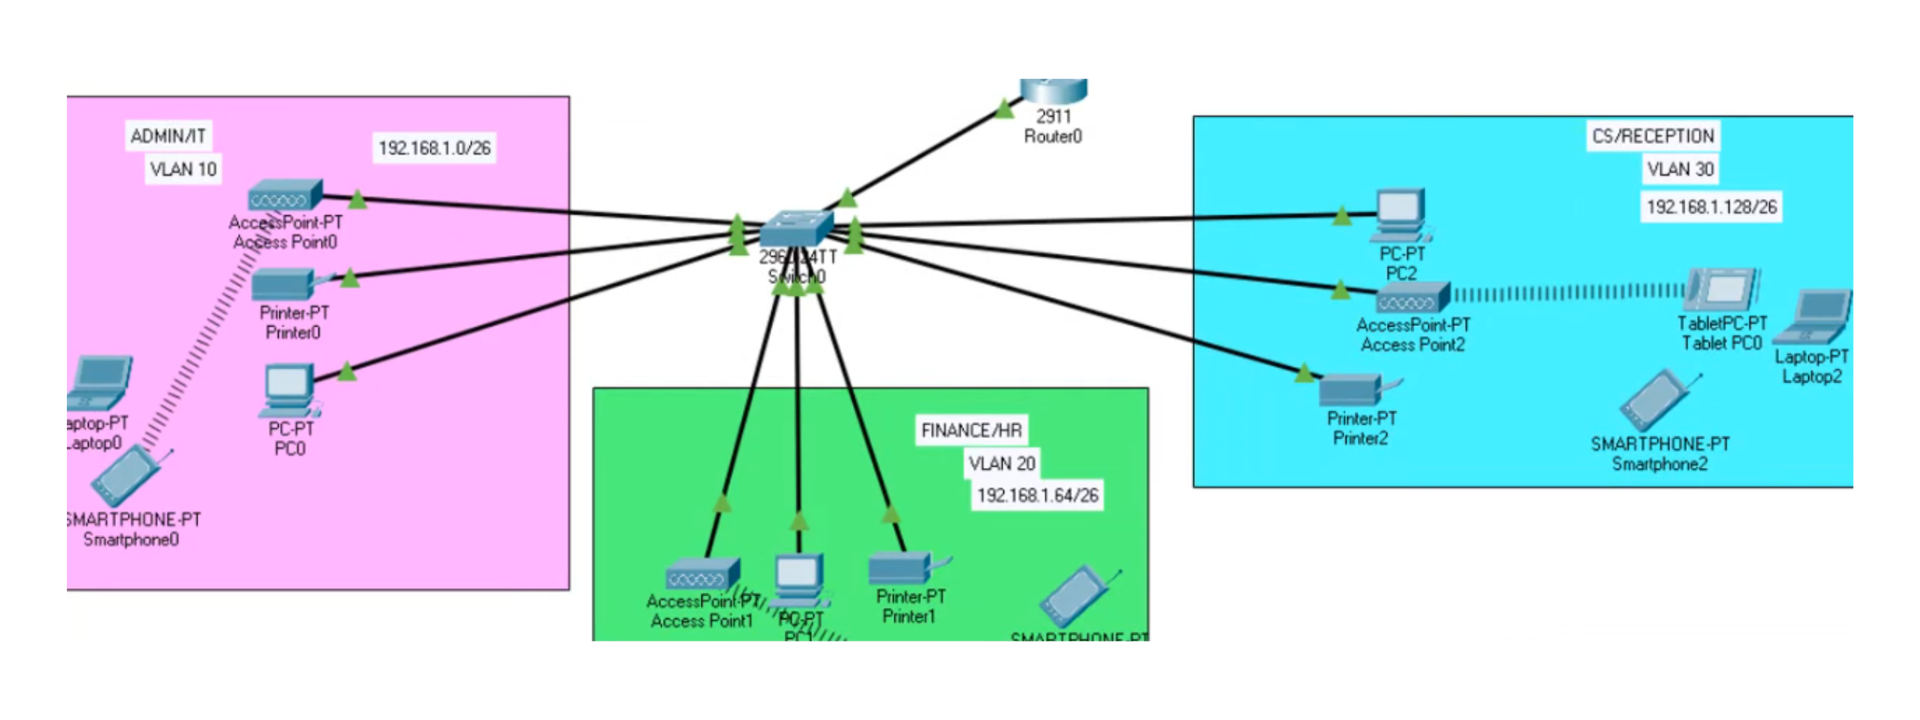 ADMIN/IT
VLAN 10
192.168.1.0/26
AccessPoint-PT
Access Point0
Printer-PT
Printer0
PC-PT
PC0
aptop-PT
Laptop0
SMARTPHONE-PT
Smartphone0
2911
Router0
Switch0
FINANCE/HR
VLAN 20
192.168.1.64/26
AccessPoint-PT
Access Point1
PC-PT
PC1
Printer-PT
Printer1
SMARTPHONE-PT
CS/RECEPTION
VLAN 30
192.168.1.128/26
PC-PT
PC2
AccessPoint-PT
Access Point2
TabletPC-PT
Tablet PC0
Laptop-PT
Laptop2
Printer-PT
Printer2
SMARTPHONE-PT
Smartphone2